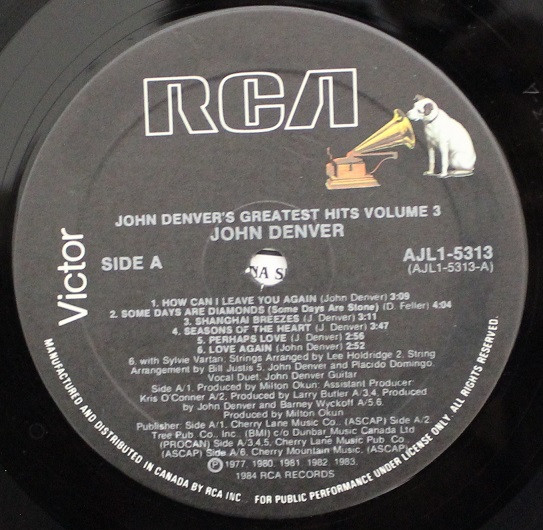 RCA
Victor
JOHN DENVER'S GREATEST HITS VOLUME 3
JOHN DENVER
SIDE A
AJL1-5313
(AJL1-5313-A)
NA S
1. HOW CAN I LEAVE YOU AGAIN (John Denver) 3:09
2. SOME DAYS ARE DIAMONDS (Some Days Are Stone) (D. Feller) 4:04
3. SHANGHAI BREEZES (J. Denver) 3:11
4. SEASONS OF THE HEART (J. Denver) 3:47
5. PERHAPS LOVE (J. Denver) 2:56
6. LOVE AGAIN (John Denver) 2:52
6. with Sylvie Vartan: Strings Arranged by Lee Holdridge 2. String
Arrangement by Bill Justis 5, John Denver and Placido Domingo.
Vocal Duet: John Denver Guitar
Side A/1, Produced by Milton Okun: Assistant Producer:
Kris O'Conner A/2, Produced by Larry Butler A/3.4, Produced
by John Denver and Barney Wyckoff A/5.6.
Produced by Milton Okun
Publisher: Side A/1. Cherry Lane Music Co., (ASCAP) Side A/2.
Tree Pub. Co., Inc. (BMI) c/o Dunbar Music Canada Ltd
(PROCAN) Side A/3,4,5, Cherry Lane Music Pub Co.,
(ASCAP) Side A/6, Cherry Mountain Music, (ASCAP)
Ⓟ 1977, 1980, 1981, 1982, 1983,
1984 RCA RECORDS
MANUFACTURED AND DISTRIBUTED IN CANADA BY RCA INC. FOR PUBLIC PERFORMANCE UNDER LICENSE ONLY. ALL RIGHTS RESERVED.